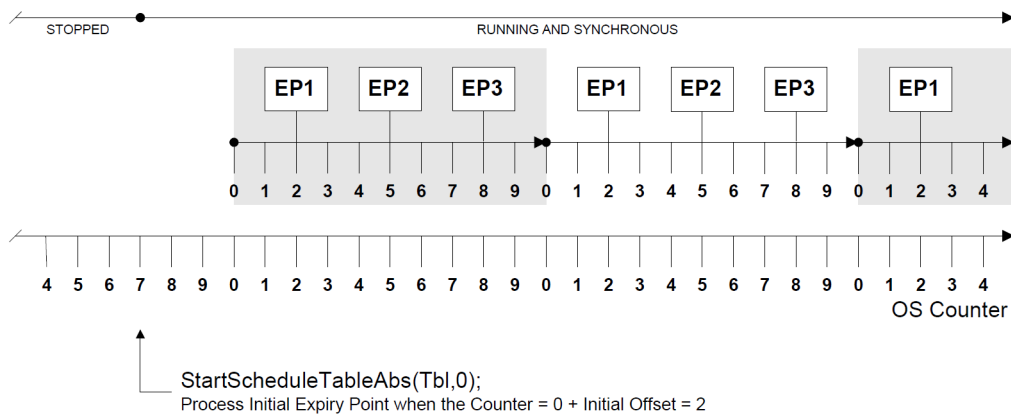 STOPPED RUNNING AND SYNCHRONOUS
EP1 EP2 EP3 EP1 EP2 EP3 EP1
0 1 2 3 4 5 6 7 8 9 0 1 2 3 4 5 6 7 8 9 0 1 2 3 4
4 5 6 7 8 9 0 1 2 3 4 5 6 7 8 9 0 1 2 3 4 5 6 7 8 9 0 1 2 3 4
OS Counter
StartScheduleTableAbs(Tbl,0);
Process Initial Expiry Point when the Counter = 0 + Initial Offset = 2